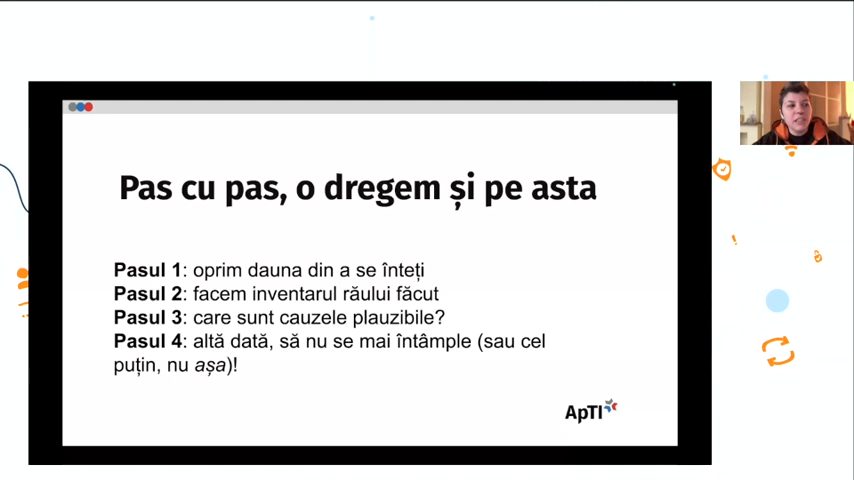 Pas cu pas, o dregem și pe asta
Pasul 1: oprim dauna din a se înteți
Pasul 2: facem inventarul răului făcut
Pasul 3: care sunt cauzele plauzibile?
Pasul 4: altă dată, să nu se mai întâmple (sau cel
puțin, nu așa)!
ApTI